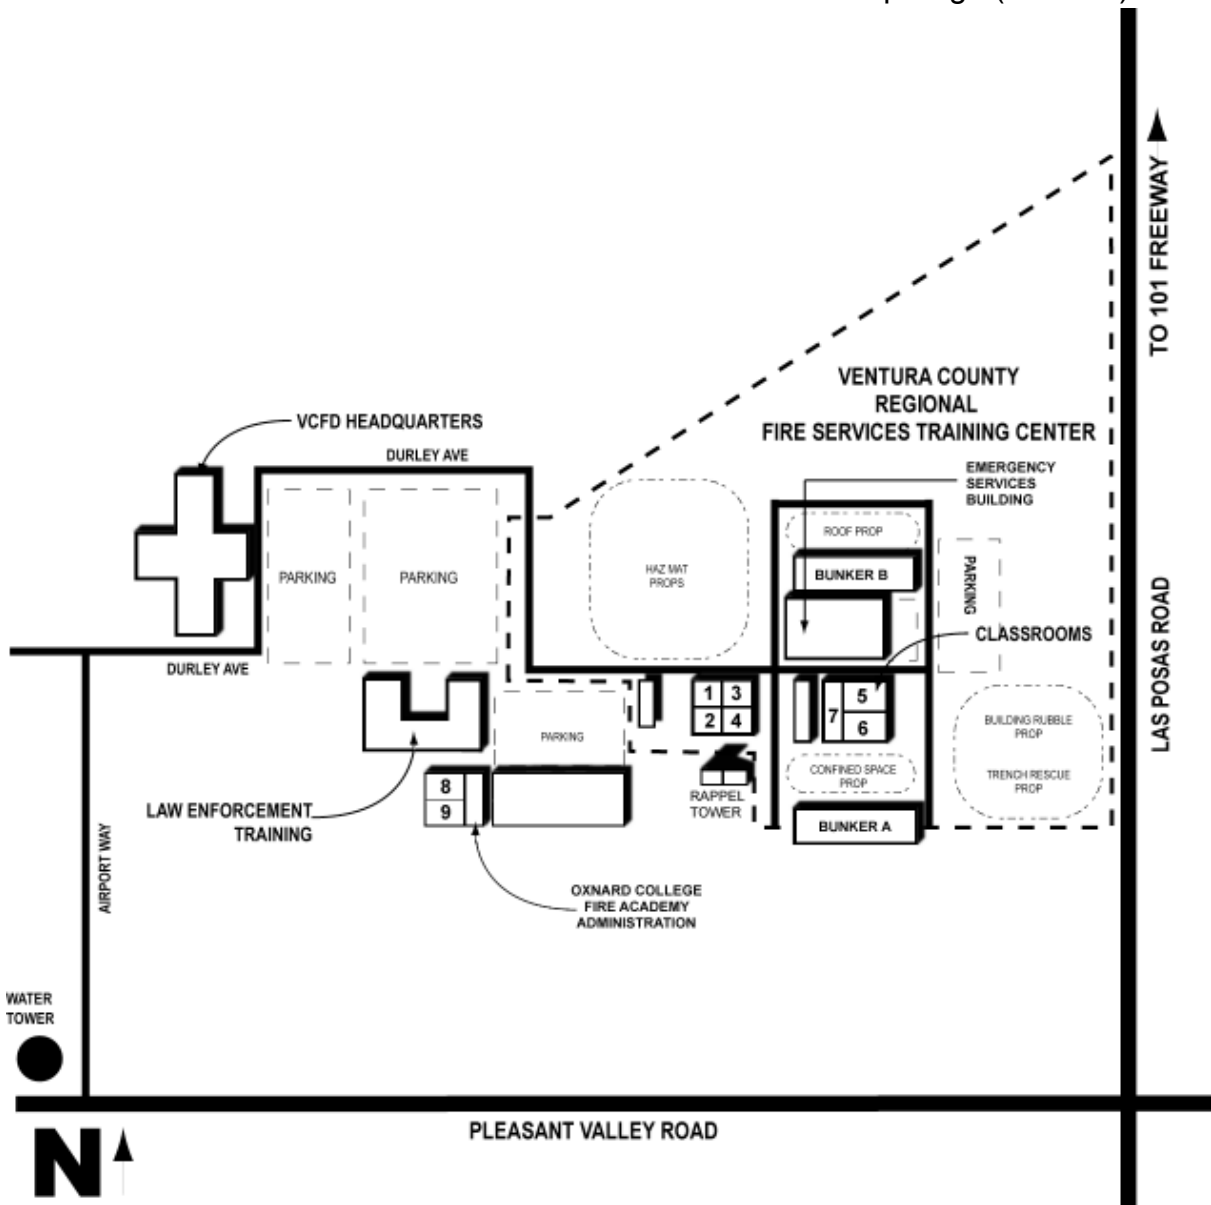 TO 101 FREEWAY
VENTURA COUNTY
REGIONAL
FIRE SERVICES TRAINING CENTER
VCFD HEADQUARTERS
DURLEY AVE
EMERGENCY
SERVICES
BUILDING
ROOF PROP
HAZ MAT
PROPS
PARKING
PARKING
BUNKER B
PARKING
CLASSROOMS
DURLEY AVE
LAS POSAS ROAD
1
3
2
4
5
7
6
BUILDING RUBBLE
PROP
TRENCH RESCUE
PROP
PARKING
CONFINED SPACE
PROP
8
9
RAPPEL
TOWER
BUNKER A
LAW ENFORCEMENT
TRAINING
AIRPORT WAY
OXNARD COLLEGE
FIRE ACADEMY
ADMINISTRATION
WATER
TOWER
PLEASANT VALLEY ROAD
N